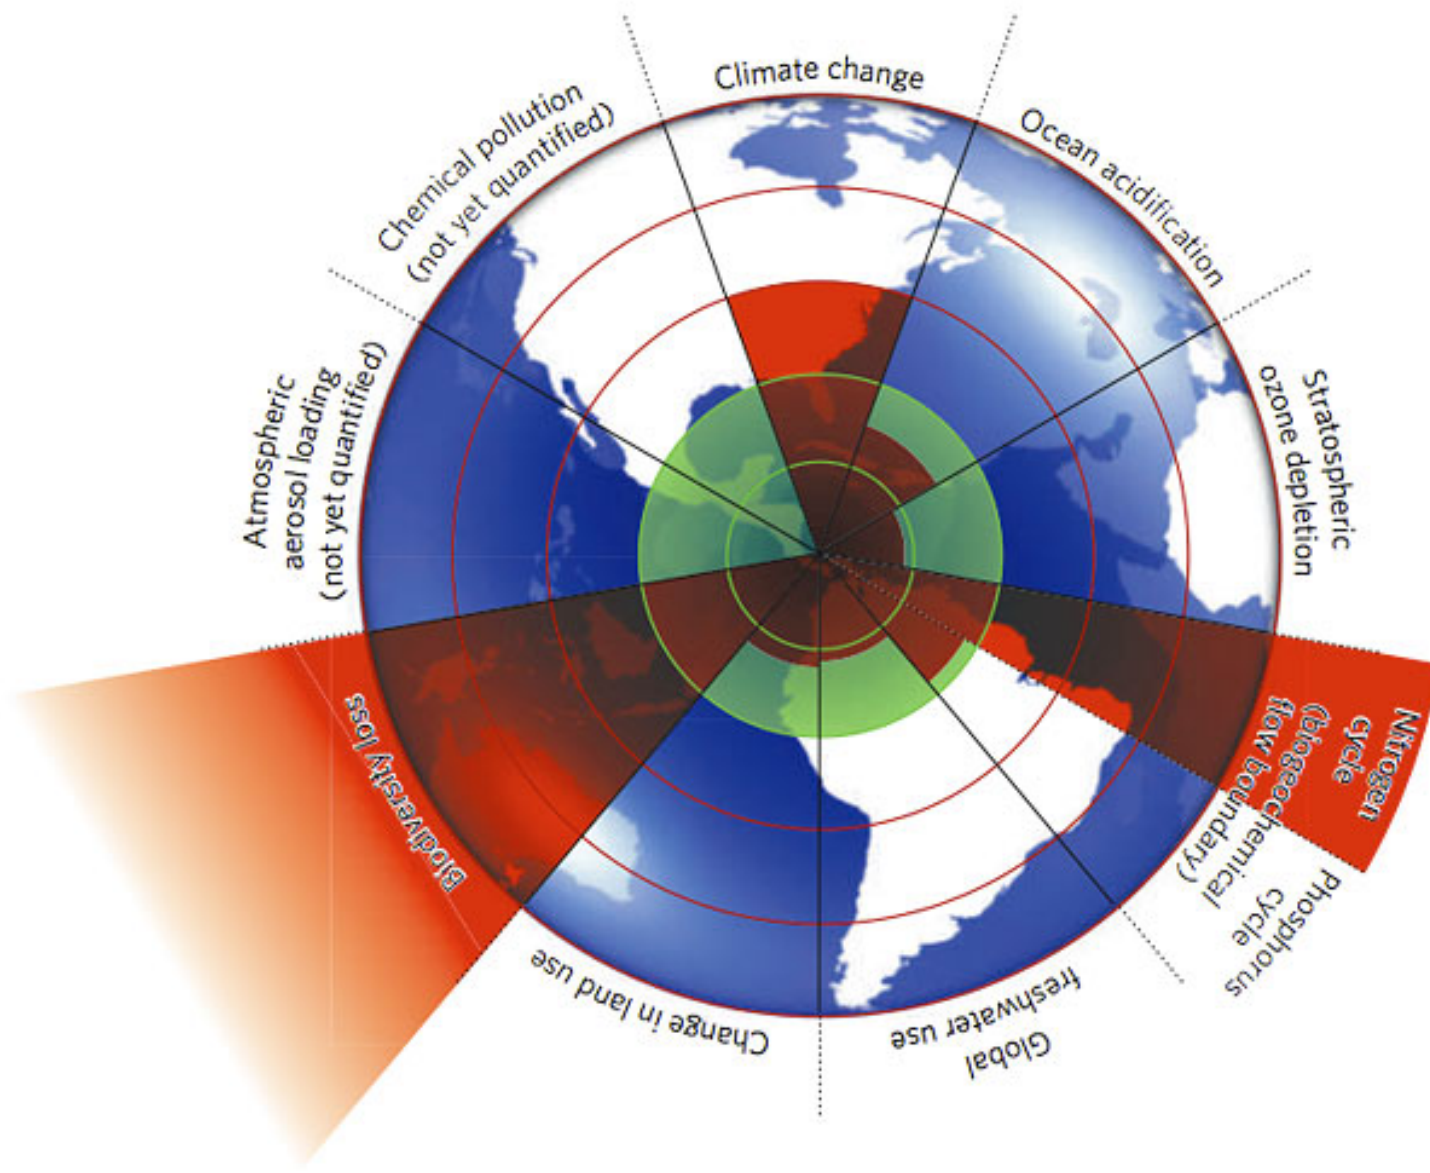 Climate change
Ocean acidification
Stratospheric
ozone depletion
Nitrogen
cycle
(biogeochemical
flow boundary)
Phosphorus
cycle
Global
freshwater use
Change in land use
Biodiversity loss
Atmospheric
aerosol loading
(not yet quantified)
Chemical pollution
(not yet quantified)